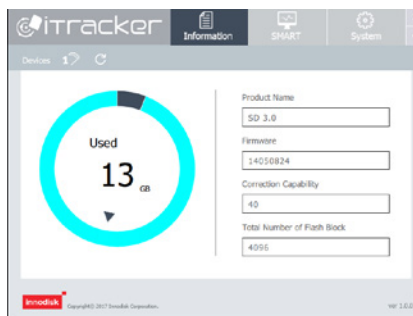 iTracker
Information
SMART
System
Devices 1
Used
13 GB
Product Name
SD 3.0
Firmware
14050824
Correction Capability
40
Total Number of Flash Block
4096
innodisk
Copyright© 2017 Innodisk Corporation.
ver 1.0.0